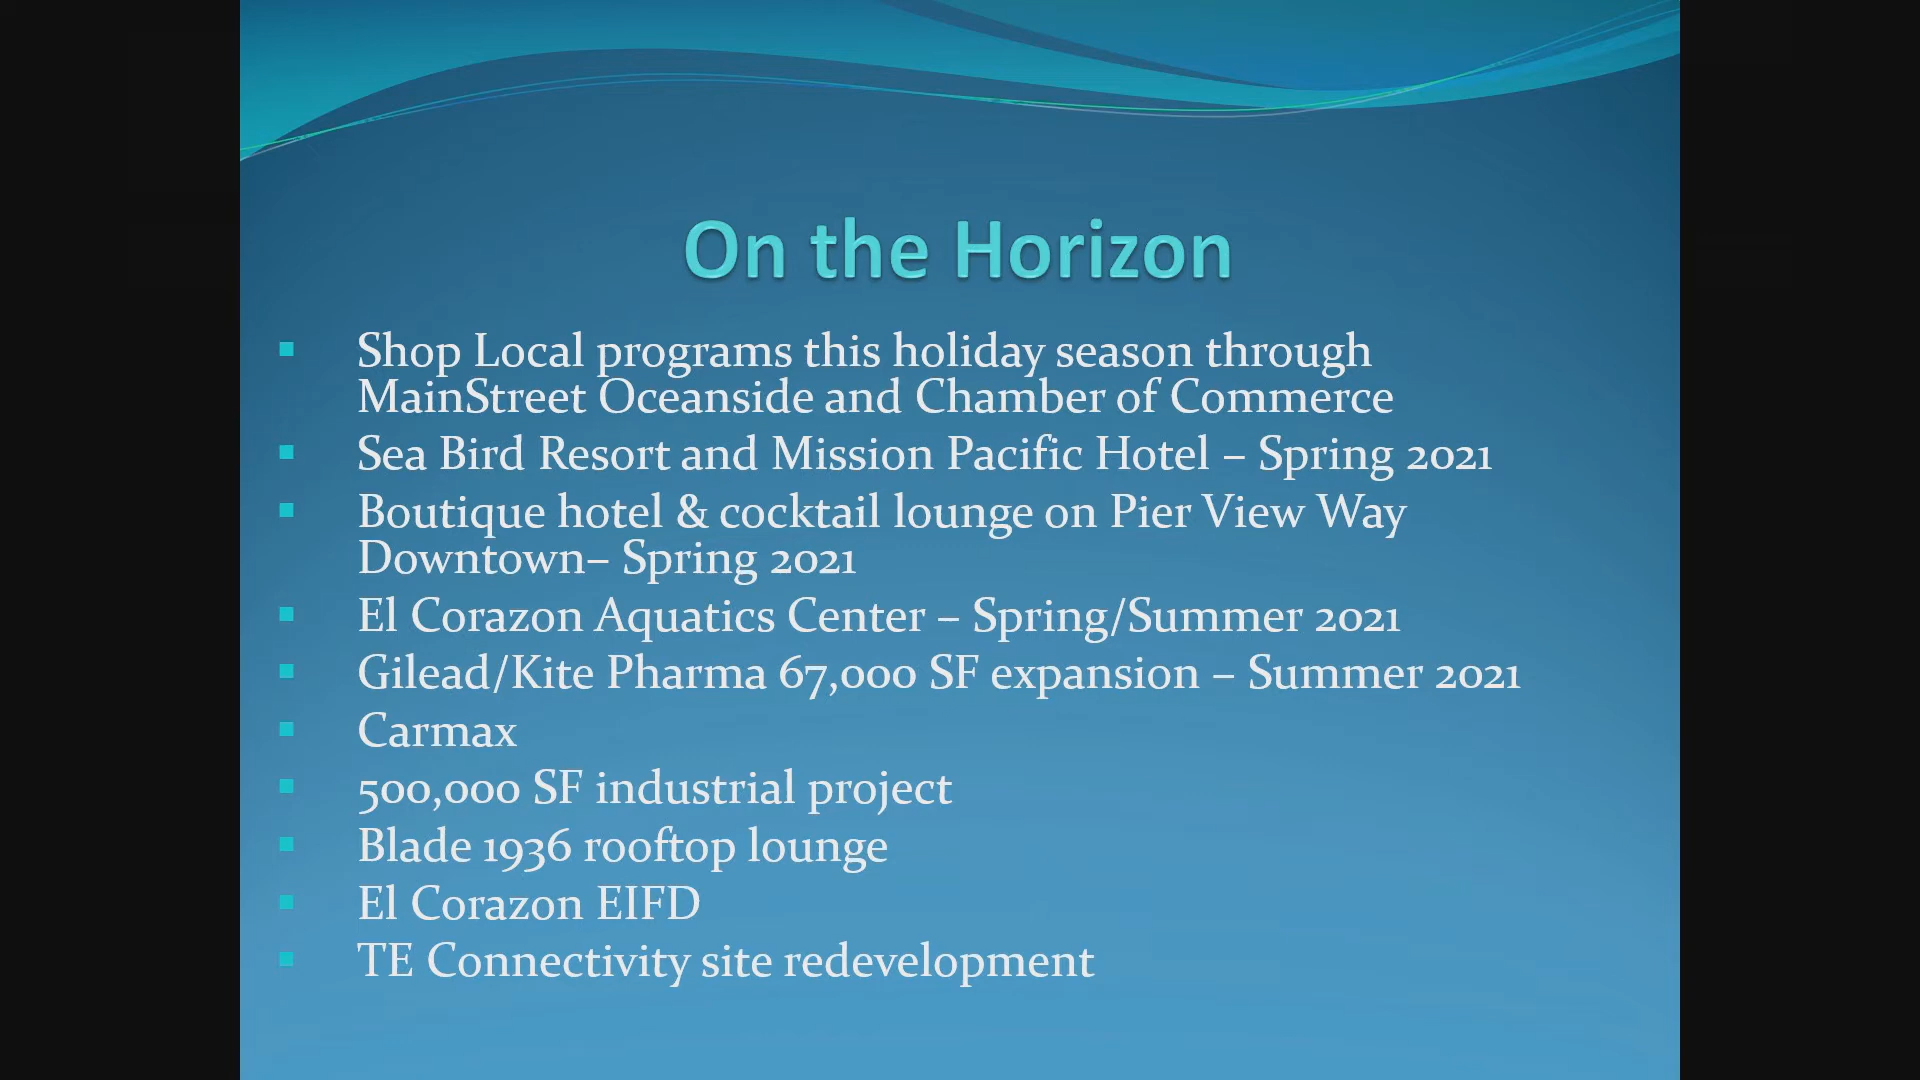 On the Horizon
Shop Local programs this holiday season through
MainStreet Oceanside and Chamber of Commerce
Sea Bird Resort and Mission Pacific Hotel – Spring 2021
Boutique hotel & cocktail lounge on Pier View Way
Downtown– Spring 2021
El Corazon Aquatics Center – Spring/Summer 2021
Gilead/Kite Pharma 67,000 SF expansion – Summer 2021
Carmax
500,000 SF industrial project
Blade 1936 rooftop lounge
El Corazon EIFD
TE Connectivity site redevelopment